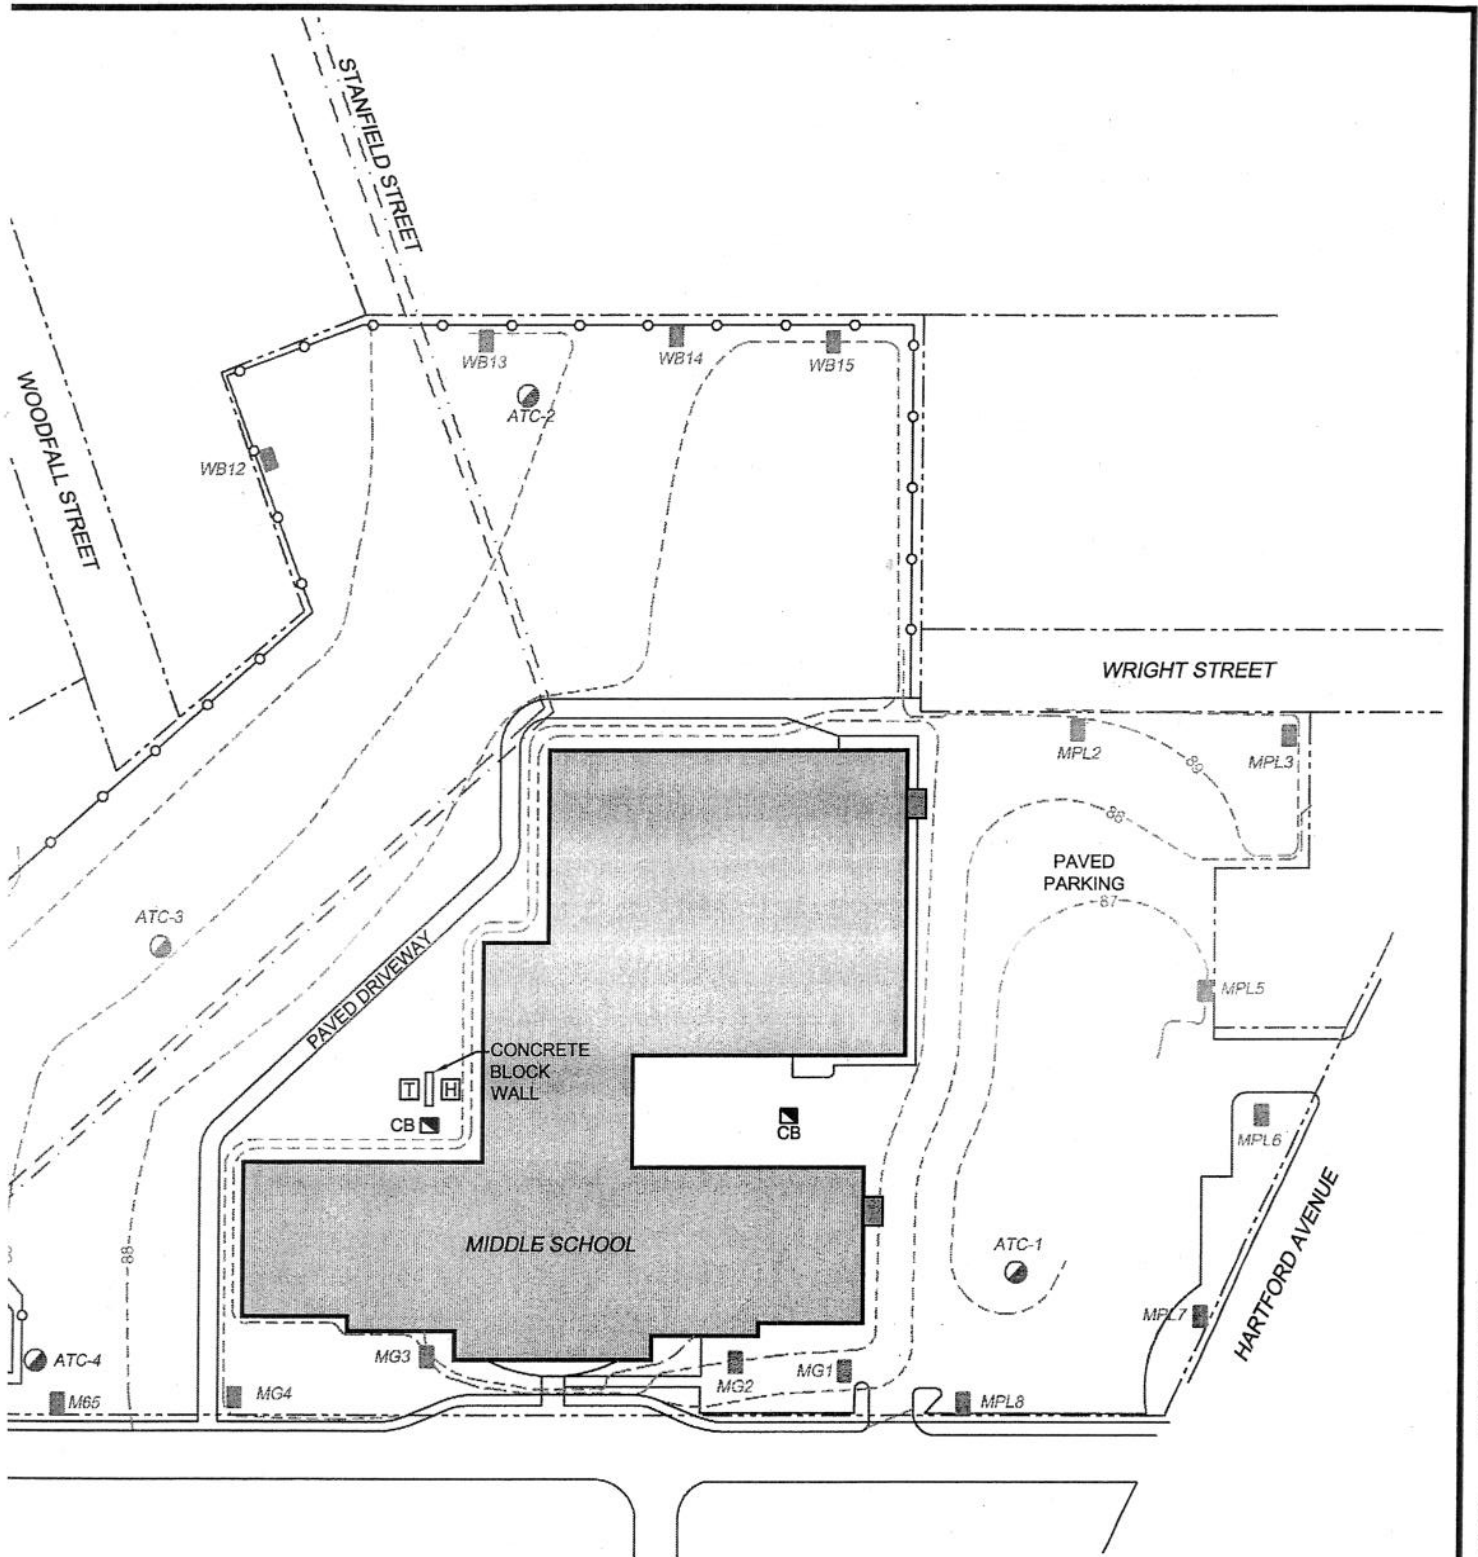 STANFIELD STREET
WB13
WB14
WB15
ATC-2
WOODFALL STREET
WB12
WRIGHT STREET
MPL2
MPL3
89
88
PAVED
PARKING
87
ATC-3
PAVED DRIVEWAY
MPL5
CONCRETE
BLOCK
WALL
T
H
CB
CB
MPL6
MIDDLE SCHOOL
ATC-1
HARTFORD AVENUE
88
MPL7
ATC-4
MG3
MG2
MG1
M65
MG4
MPL8